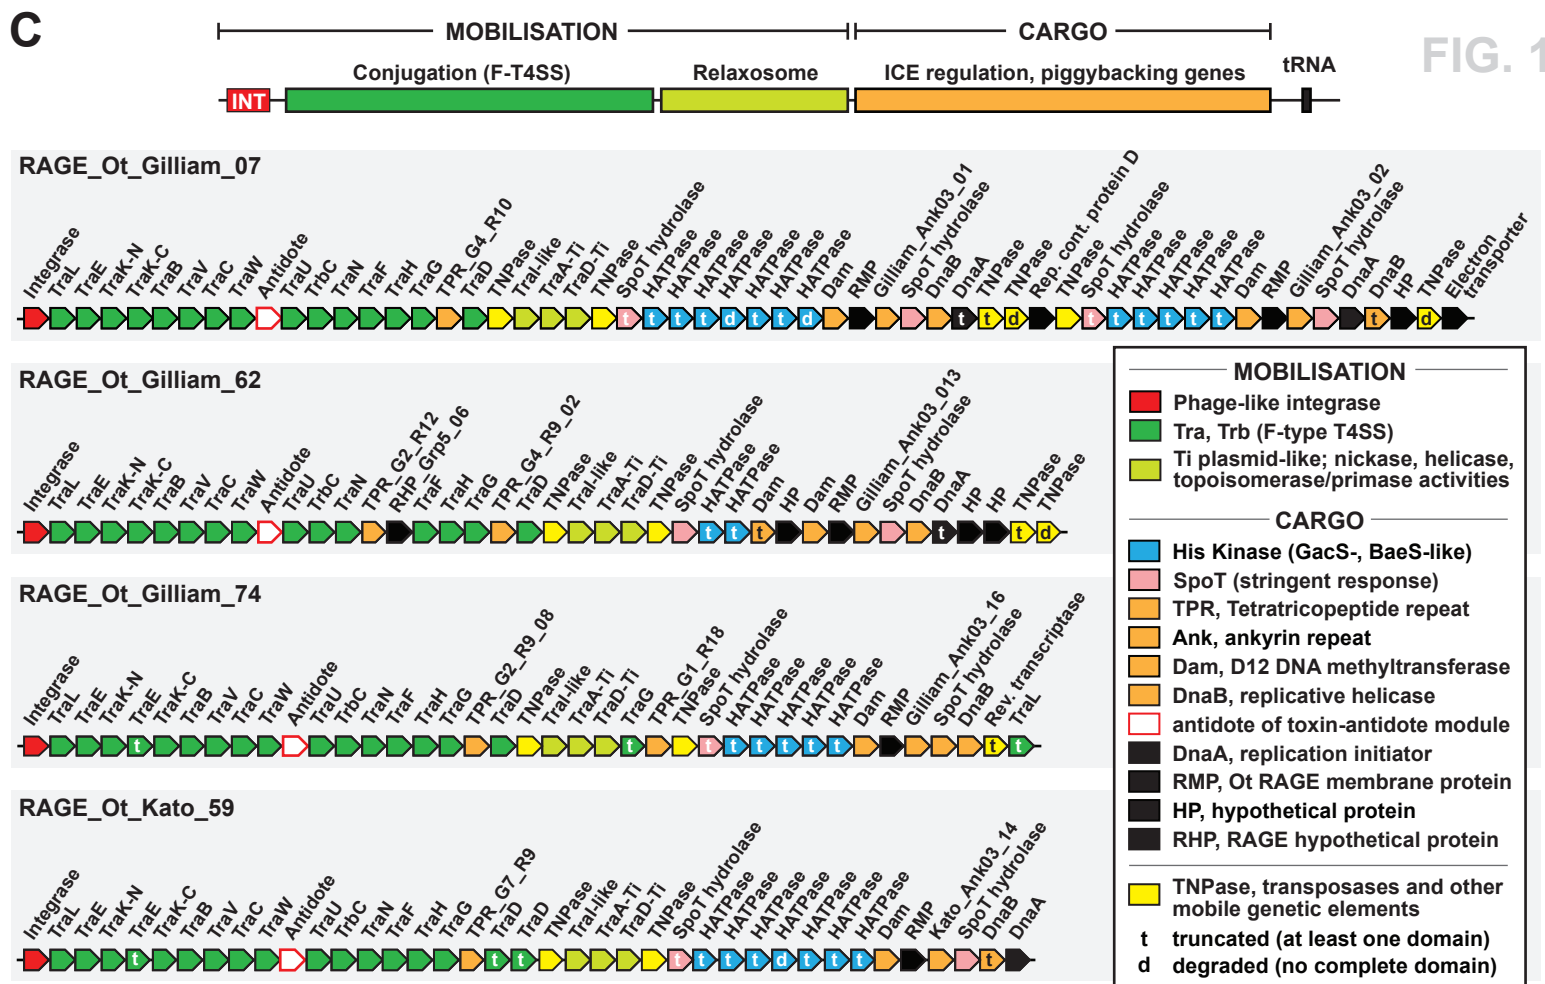 C
MOBILISATION
CARGO
FIG. 1
Conjugation (F-T4SS)
Relaxosome
ICE regulation, piggybacking genes
tRNA
INT
RAGE_Ot_Gilliam_07
Integrase
TraL
TraE
TraK-N
TraK-C
TraB
TraV
TraC
TraW
Antidote
TraU
TrbC
TraN
TraF
TraH
TraG
TPR_G4_R10
TraD
TNPase
TraI-like
TraA-Ti
TraD-Ti
TNPase
SpoT hydrolase
HATPase
HATPase
HATPase
HATPase
HATPase
HATPase
HATPase
Dam
RMP
Gilliam_Ank03_01
SpoT hydrolase
DnaB
DnaA
TNPase
TNPase
Rep. cont. protein D
TNPase
SpoT hydrolase
HATPase
HATPase
HATPase
HATPase
HATPase
Dam
RMP
Gilliam_Ank03_02
SpoT hydrolase
DnaA
DnaB
HP
TNPase
Electron
transporter
t t t t d t t d t t d t t t t t t t d
RAGE_Ot_Gilliam_62
Integrase
TraL
TraE
TraK-N
TraK-C
TraB
TraV
TraC
TraW
Antidote
TraU
TrbC
TraN
TPR_G2_R12
RHP_Grp5_06
TraF
TraH
TraG
TPR_G4_R9_02
TraD
TNPase
TraI-like
TraA-Ti
TraD-Ti
TNPase
SpoT hydrolase
HATPase
HATPase
Dam
HP
Dam
RMP
Gilliam_Ank03_013
SpoT hydrolase
DnaB
DnaA
HP
HP
TNPase
TNPase
t t t t t d
RAGE_Ot_Gilliam_74
Integrase
TraL
TraE
TraK-N
TraE
TraK-C
TraB
TraV
TraC
TraW
Antidote
TraU
TrbC
TraN
TraF
TraH
TraG
TPR_G2_R9_08
TraD
TNPase
TraI-like
TraA-Ti
TraD-Ti
TraG
TPR_G1_R18
TNPase
SpoT hydrolase
HATPase
HATPase
HATPase
HATPase
HATPase
Dam
RMP
Gilliam_Ank03_16
SpoT hydrolase
DnaB
Rev. transcriptase
TraL
t t t t t t t t t t
RAGE_Ot_Kato_59
Integrase
TraL
TraE
TraK-N
TraE
TraK-C
TraB
TraV
TraC
TraW
Antidote
TraU
TrbC
TraN
TraF
TraH
TraG
TPR_G7_R9
TraD
TraD
TNPase
TraI-like
TraA-Ti
TraD-Ti
TNPase
SpoT hydrolase
HATPase
HATPase
HATPase
HATPase
HATPase
HATPase
HATPase
Dam
RMP
Kato_Ank03_14
SpoT hydrolase
DnaB
DnaA
t t t t t t t d t t t t
MOBILISATION
Phage-like integrase
Tra, Trb (F-type T4SS)
Ti plasmid-like; nickase, helicase,
topoisomerase/primase activities
CARGO
His Kinase (GacS-, BaeS-like)
SpoT (stringent response)
TPR, Tetratricopeptide repeat
Ank, ankyrin repeat
Dam, D12 DNA methyltransferase
DnaB, replicative helicase
antidote of toxin-antidote module
DnaA, replication initiator
RMP, Ot RAGE membrane protein
HP, hypothetical protein
RHP, RAGE hypothetical protein
TNPase, transposases and other
mobile genetic elements
t truncated (at least one domain)
d degraded (no complete domain)